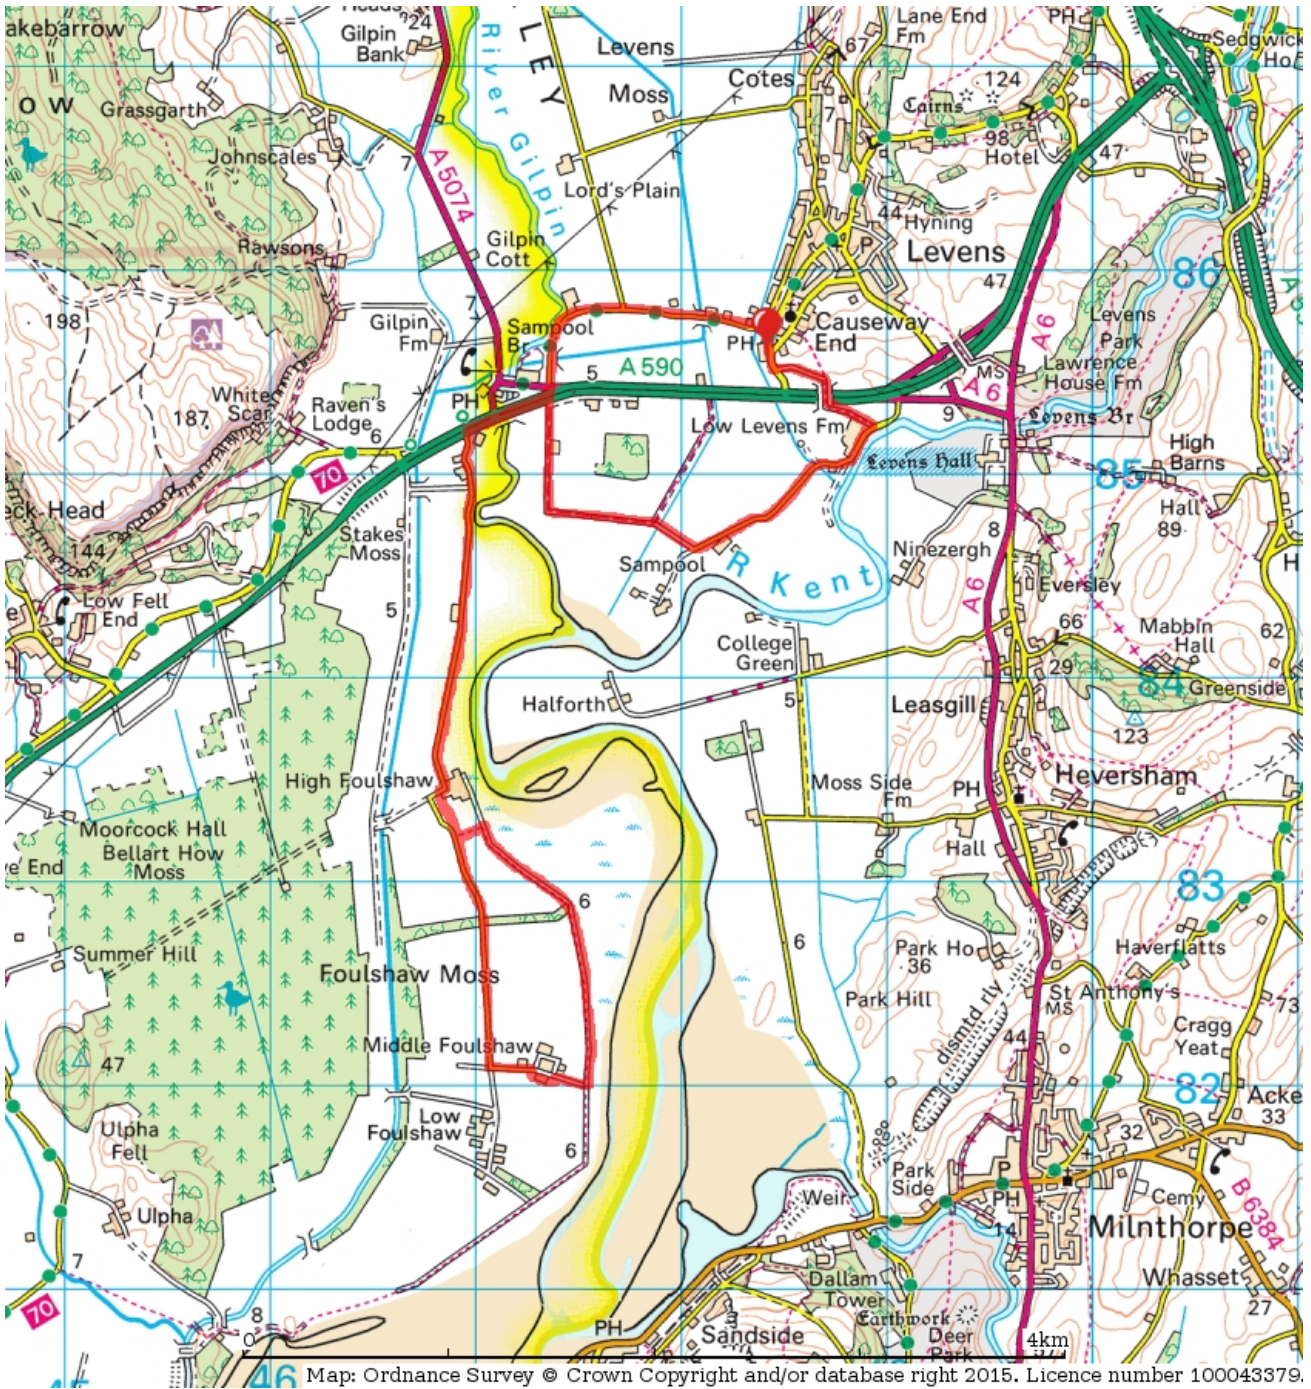 akebarrow
Heads
24
Gilpin
Bank
River Gilpin
LEY
Levens
Moss
Cotes
67
Lane End
Fm
PH
Sedgwick
Ho
124
Cairns
98
Hotel
47
7
OW
Grassgarth
Johnscales
7
A5074
Lord's Plain
44
Hyning
P
Levens
86
Rawsons
Gilpin
Cott
47
198
7
Gilpin
Fm
Sampool
Br
PH
Causeway
End
A6
Levens
Park
Lawrence
House Fm
MS
A6
5
A590
187
White
Scar
Raven's
Lodge
6
PH
Low Levens Fm
9
Levens Br
Levens Hall
High
Barns
85
70
eck Head
144
Stakes
Moss
8
Hall
89
Ninezergh
H
Sampool
R Kent
A6
Eversley
e
Low Fell
End
5
College
Green
66
Mabbin
Hall
62
29
84
Greenside
Halforth
5
Leasgill
123
50
High Foulshaw
Moss Side
Fm
PH
Heversham
Moorcock Hall
Bellart How
Moss
e End
Hall
83
6
Summer Hill
6
Park Ho
36
Haverflatts
Foulshaw Moss
Park Hill
St Anthony's
MS
73
dismtd rly
44
Cragg
Yeat
Middle Foulshaw
47
82
Acke
33
Low
Foulshaw
Ulpha
Fell
6
32
Park
Side
P
PH
Weir
Cemy
B6384
Ulpha
14
Milnthorpe
7
Dallam
Tower
Whasset
27
70
8
Earthwork
Deer
Park
PH
Sandside
0
4km
46
Map: Ordnance Survey © Crown Copyright and/or database right 2015. Licence number 100043379.